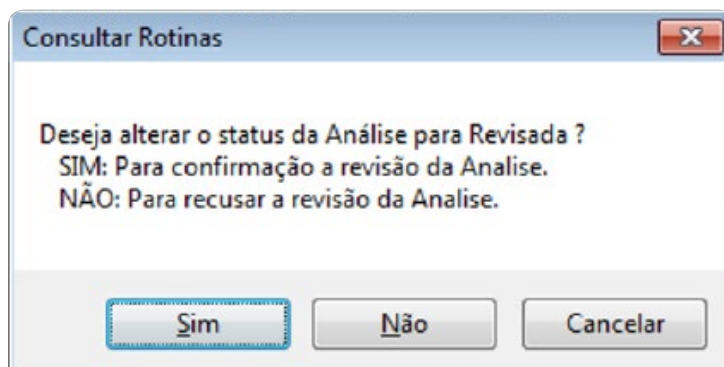 Consultar Rotinas
Deseja alterar o status da Análise para Revisada ?
SIM: Para confirmação a revisão da Analise.
NÃO: Para recusar a revisão da Analise.
Sim Não Cancelar